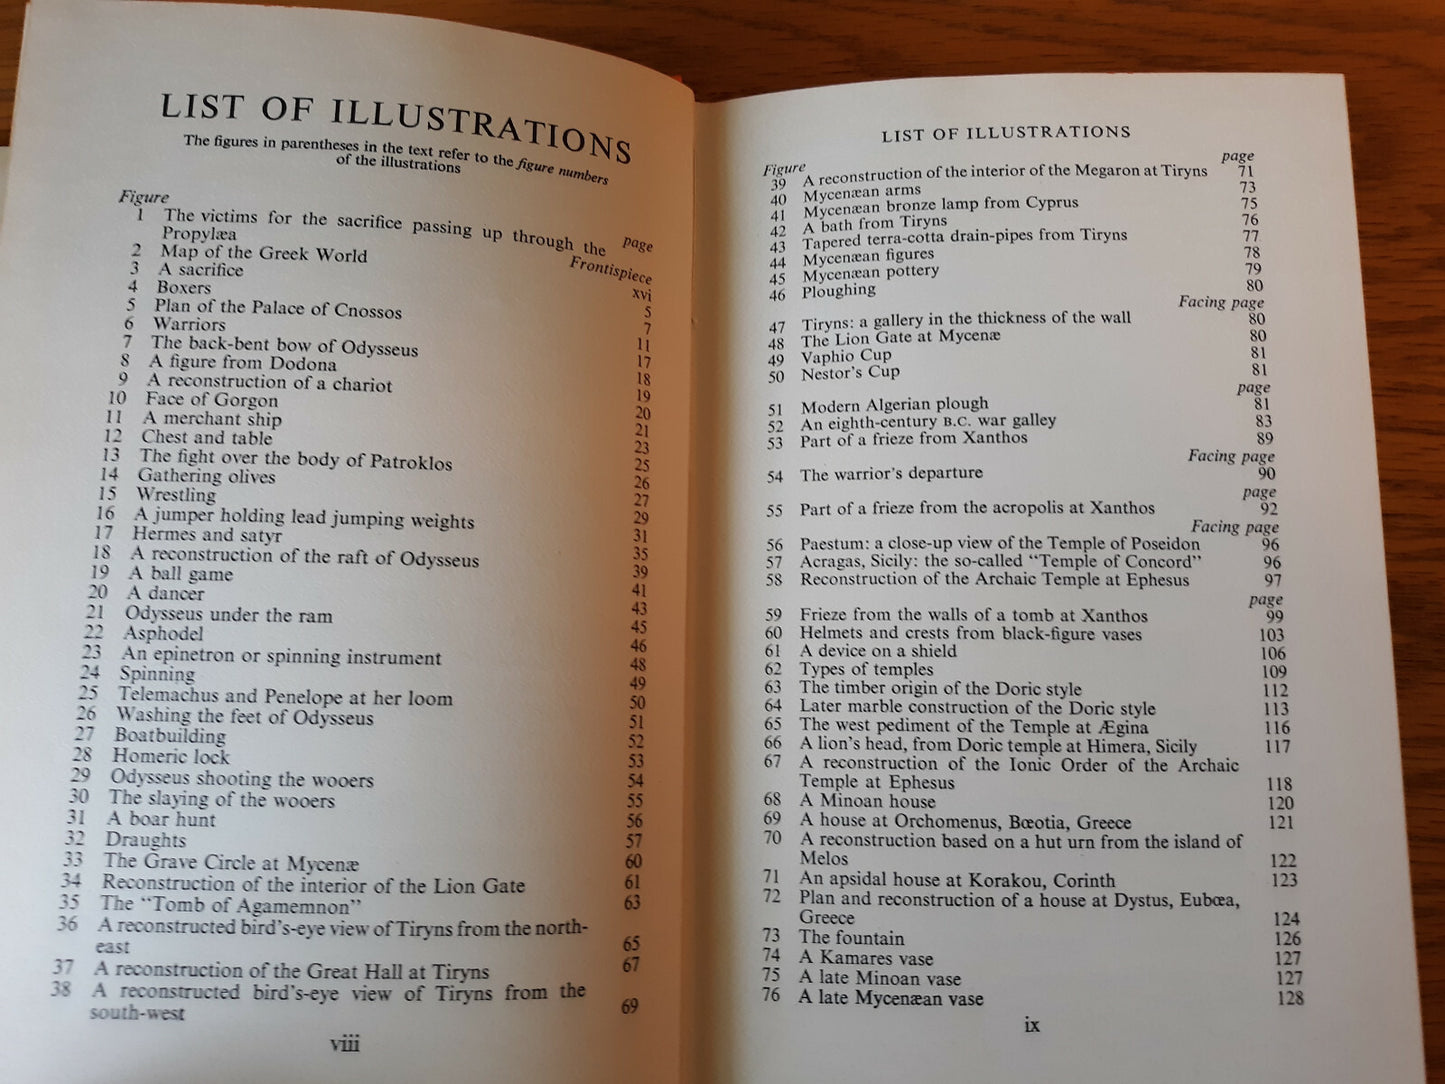 LIST OF ILLUSTRATIONS
The figures in parentheses in the text refer to the figure numbers
of the illustrations
Figure page
1 The victims for the sacrifice passing up through the
Propylæa Frontispiece
2 Map of the Greek World xvi
3 A sacrifice 5
4 Boxers 7
5 Plan of the Palace of Cnossos 11
6 Warriors 17
7 The back-bent bow of Odysseus 18
8 A figure from Dodona 19
9 A reconstruction of a chariot 20
10 Face of Gorgon 21
11 A merchant ship 23
12 Chest and table 25
13 The fight over the body of Patroklos 26
14 Gathering olives 27
15 Wrestling 29
16 A jumper holding lead jumping weights 31
17 Hermes and satyr 35
18 A reconstruction of the raft of Odysseus 39
19 A ball game 41
20 A dancer 43
21 Odysseus under the ram 45
22 Asphodel 46
23 An epinetron or spinning instrument 48
24 Spinning 49
25 Telemachus and Penelope at her loom 50
26 Washing the feet of Odysseus 51
27 Boatbuilding 52
28 Homeric lock 53
29 Odysseus shooting the wooers 54
30 The slaying of the wooers 55
31 A boar hunt 56
32 Draughts 57
33 The Grave Circle at Mycenæ 60
34 Reconstruction of the interior of the Lion Gate 61
35 The "Tomb of Agamemnon" 63
36 A reconstructed bird's-eye view of Tiryns from the north-
east 65
37 A reconstruction of the Great Hall at Tiryns 67
38 A reconstructed bird's-eye view of Tiryns from the
south-west 69
viii
LIST OF ILLUSTRATIONS
Figure page
39 A reconstruction of the interior of the Megaron at Tiryns 71
40 Mycenæan arms 73
41 Mycenæan bronze lamp from Cyprus 75
42 A bath from Tiryns 76
43 Tapered terra-cotta drain-pipes from Tiryns 77
44 Mycenæan figures 78
45 Mycenæan pottery 79
46 Ploughing 80
Facing page
47 Tiryns: a gallery in the thickness of the wall 80
48 The Lion Gate at Mycenæ 80
49 Vaphio Cup 81
50 Nestor's Cup 81
page
51 Modern Algerian plough 81
52 An eighth-century B.C. war galley 83
53 Part of a frieze from Xanthos 89
Facing page
54 The warrior's departure 90
page
55 Part of a frieze from the acropolis at Xanthos 92
Facing page
56 Paestum: a close-up view of the Temple of Poseidon 96
57 Acragas, Sicily: the so-called "Temple of Concord" 96
58 Reconstruction of the Archaic Temple at Ephesus 97
page
59 Frieze from the walls of a tomb at Xanthos 99
60 Helmets and crests from black-figure vases 103
61 A device on a shield 106
62 Types of temples 109
63 The timber origin of the Doric style 112
64 Later marble construction of the Doric style 113
65 The west pediment of the Temple at Ægina 116
66 A lion's head, from Doric temple at Himera, Sicily 117
67 A reconstruction of the Ionic Order of the Archaic
Temple at Ephesus 118
68 A Minoan house 120
69 A house at Orchomenus, Bœotia, Greece 121
70 A reconstruction based on a hut urn from the island of
Melos 122
71 An apsidal house at Korakou, Corinth 123
72 Plan and reconstruction of a house at Dystus, Eubœa,
Greece 124
73 The fountain 126
74 A Kamares vase 127
75 A late Minoan vase 127
76 A late Mycenæan vase 128
ix